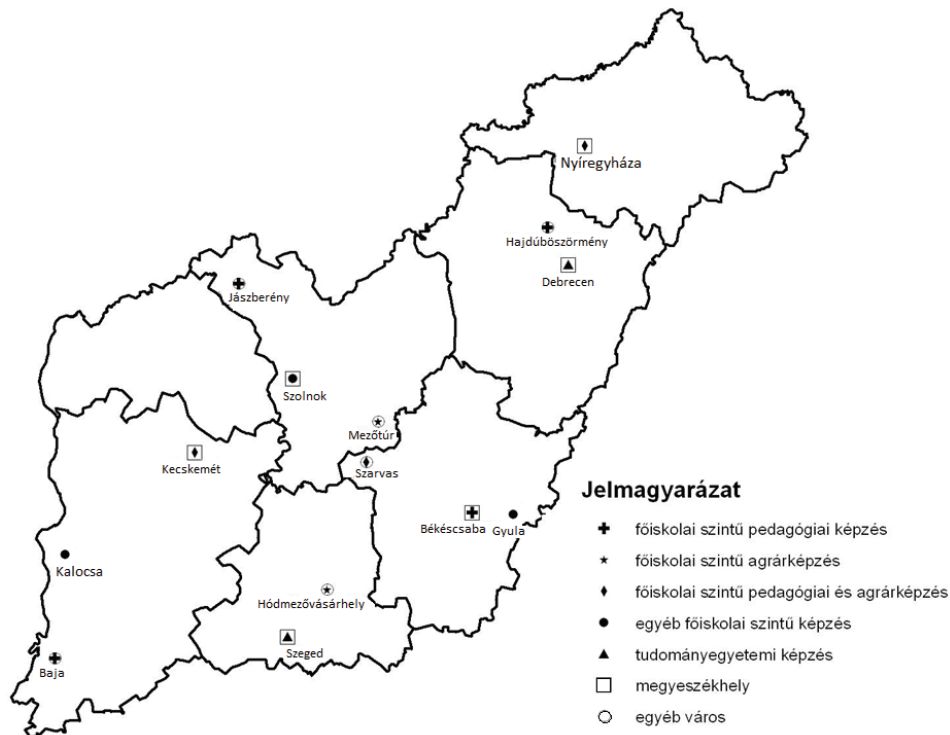 Nyíregyháza
Hajdúböszörmény
Debrecen
Jászberény
Szolnok
Mezőtúr
Kecskemét
Szarvas
Békéscsaba
Gyula
Kalocsa
Hódmezővásárhely
Szeged
Baja
Jelmagyarázat
főiskolai szintű pedagógiai képzés
főiskolai szintű agrárképzés
főiskolai szintű pedagógiai és agrárképzés
egyéb főiskolai szintű képzés
tudományegyetemi képzés
megyeszékhely
egyéb város